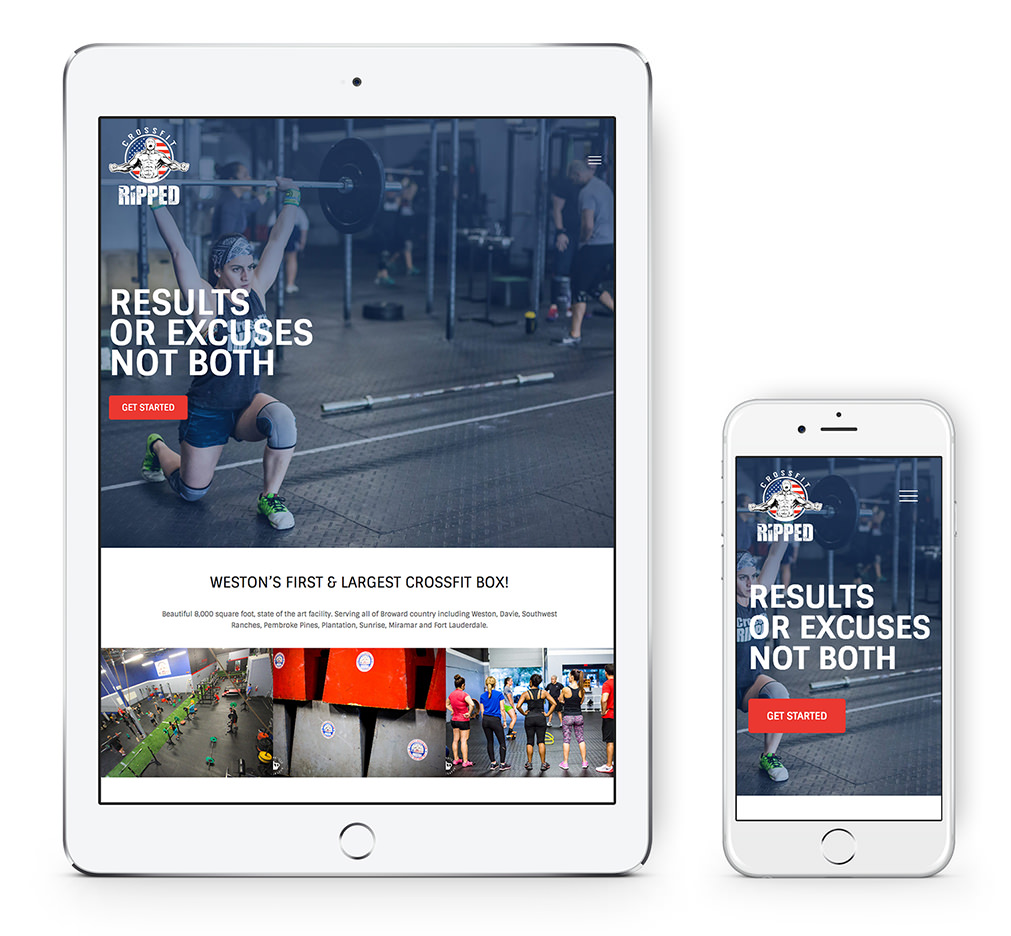 CROSSFIT
RiPPED
RESULTS
OR EXCUSES
NOT BOTH
GET STARTED
WESTON'S FIRST & LARGEST CROSSFIT BOX!
Beautiful 8,000 square foot, state of the art facility. Serving all of Broward country including Weston, Davie, Southwest
Ranches, Pembroke Pines, Plantation, Sunrise, Miramar and Fort Lauderdale.
CROSSFIT
RiPPED
RESULTS
OR EXCUSES
NOT BOTH
GET STARTED